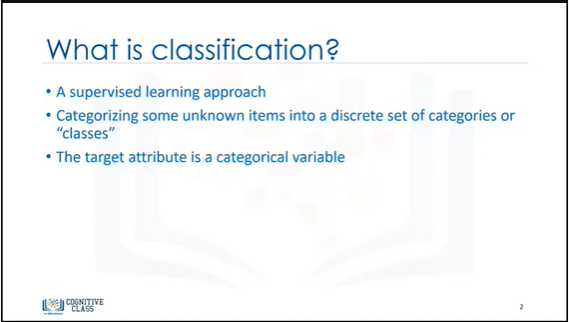 What is classification?
• A supervised learning approach
• Categorizing some unknown items into a discrete set of categories or
“classes”
• The target attribute is a categorical variable
COGNITIVE
CLASS
2